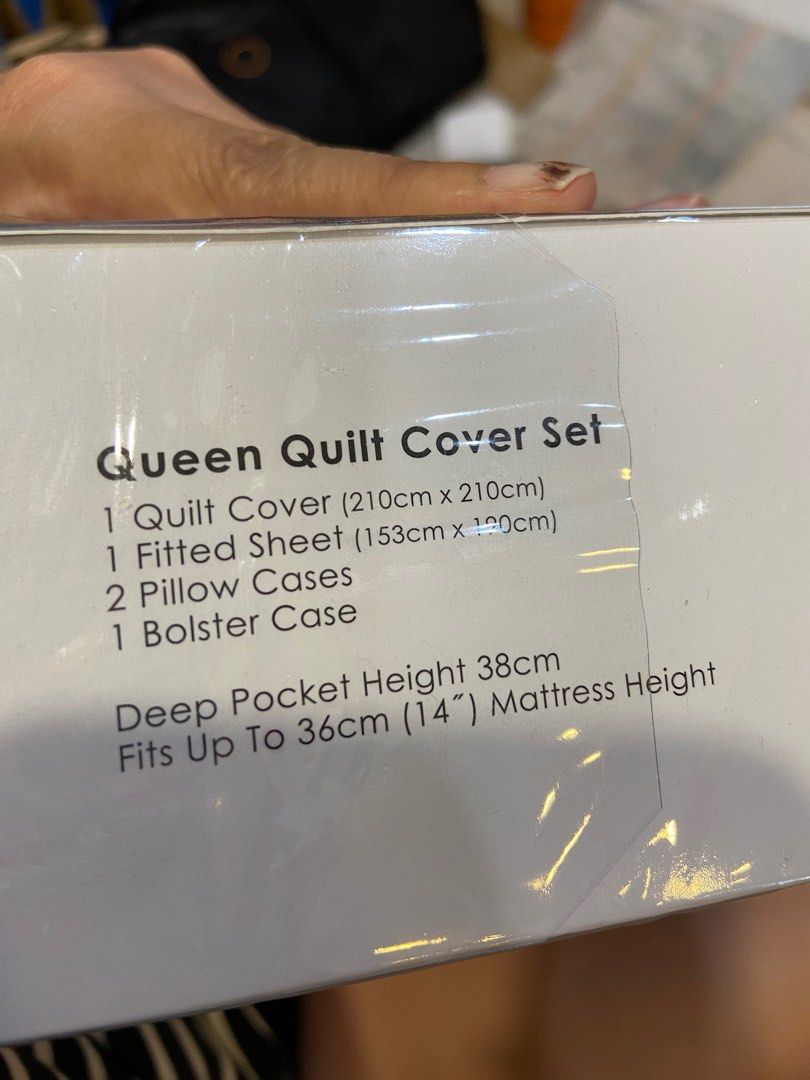 Queen Quilt Cover Set
1 Quilt Cover (210cm x 210cm)
1 Fitted Sheet (153cm x 190cm)
2 Pillow Cases
1 Bolster Case
Deep Pocket Height 38cm
Fits Up To 36cm (14″) Mattress Height